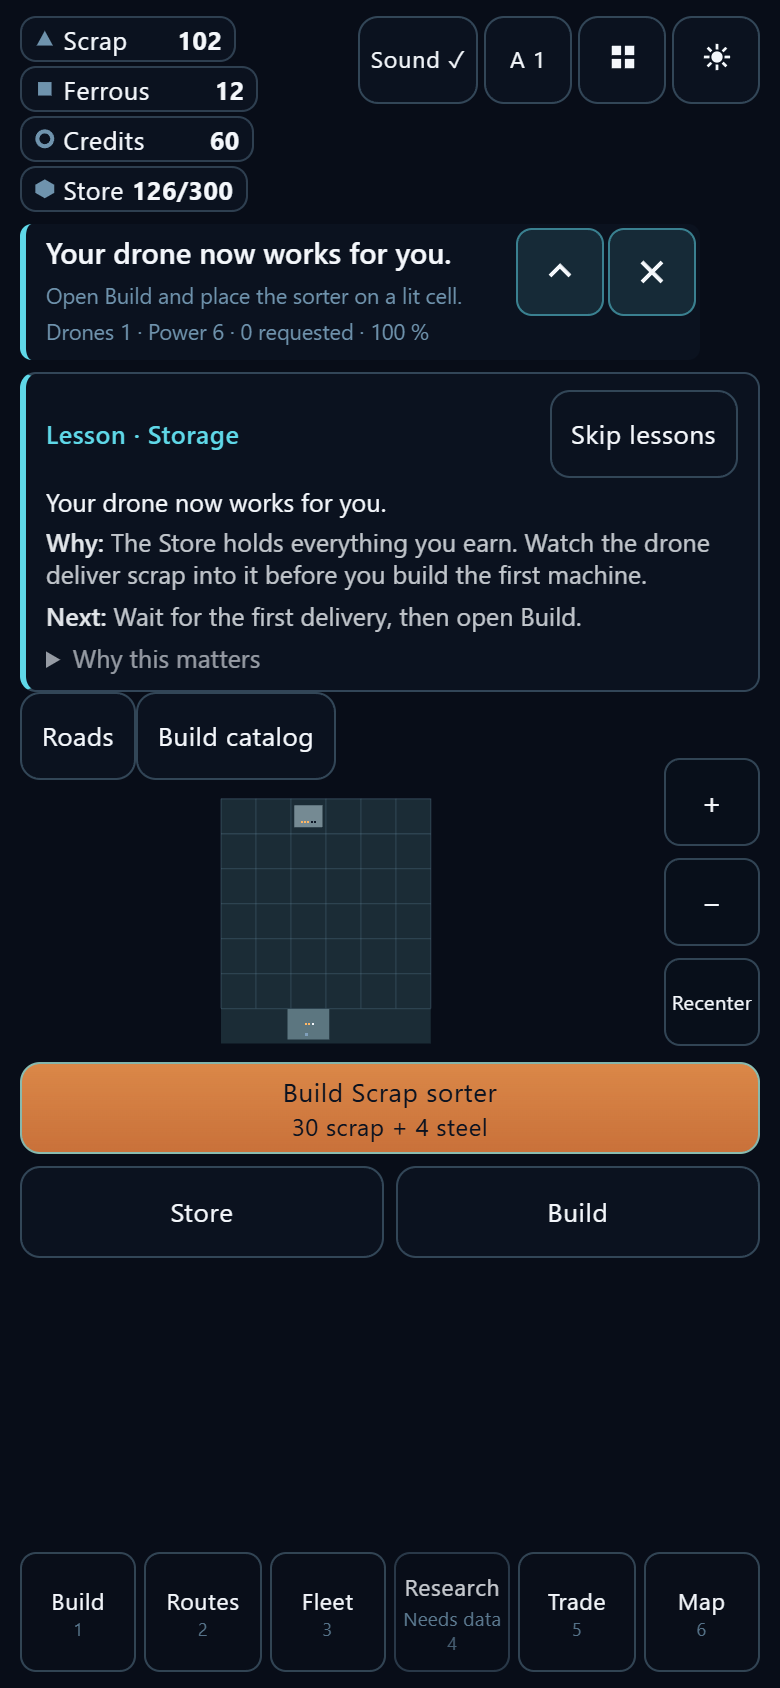 Scrap 102
Ferrous 12
Credits 60
Store 126/300
Sound ✓
A 1
Your drone now works for you.
Open Build and place the sorter on a lit cell.
Drones 1 · Power 6 · 0 requested · 100 %
Lesson · Storage
Skip lessons
Your drone now works for you.
Why: The Store holds everything you earn. Watch the drone
deliver scrap into it before you build the first machine.
Next: Wait for the first delivery, then open Build.
Why this matters
Roads
Build catalog
+
−
Recenter
Build Scrap sorter
30 scrap + 4 steel
Store
Build
Build
1
Routes
2
Fleet
3
Research
Needs data
4
Trade
5
Map
6